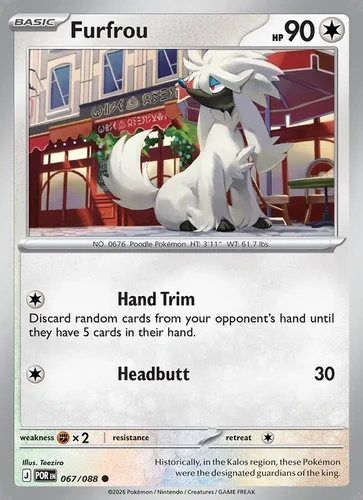 BASIC
Furfrou
HP 90
NO. 0676 Poodle Pokémon HT: 3'11" WT: 61.7 lbs
Hand Trim
Discard random cards from your opponent's hand until
they have 5 cards in their hand.
Headbutt 30
weakness ×2 resistance retreat
Illus. Teeziro
Historically, in the Kalos region, these Pokémon
were the designated guardians of the king.
J POR EN 067/088
©2026 Pokémon / Nintendo / Creatures / GAME FREAK